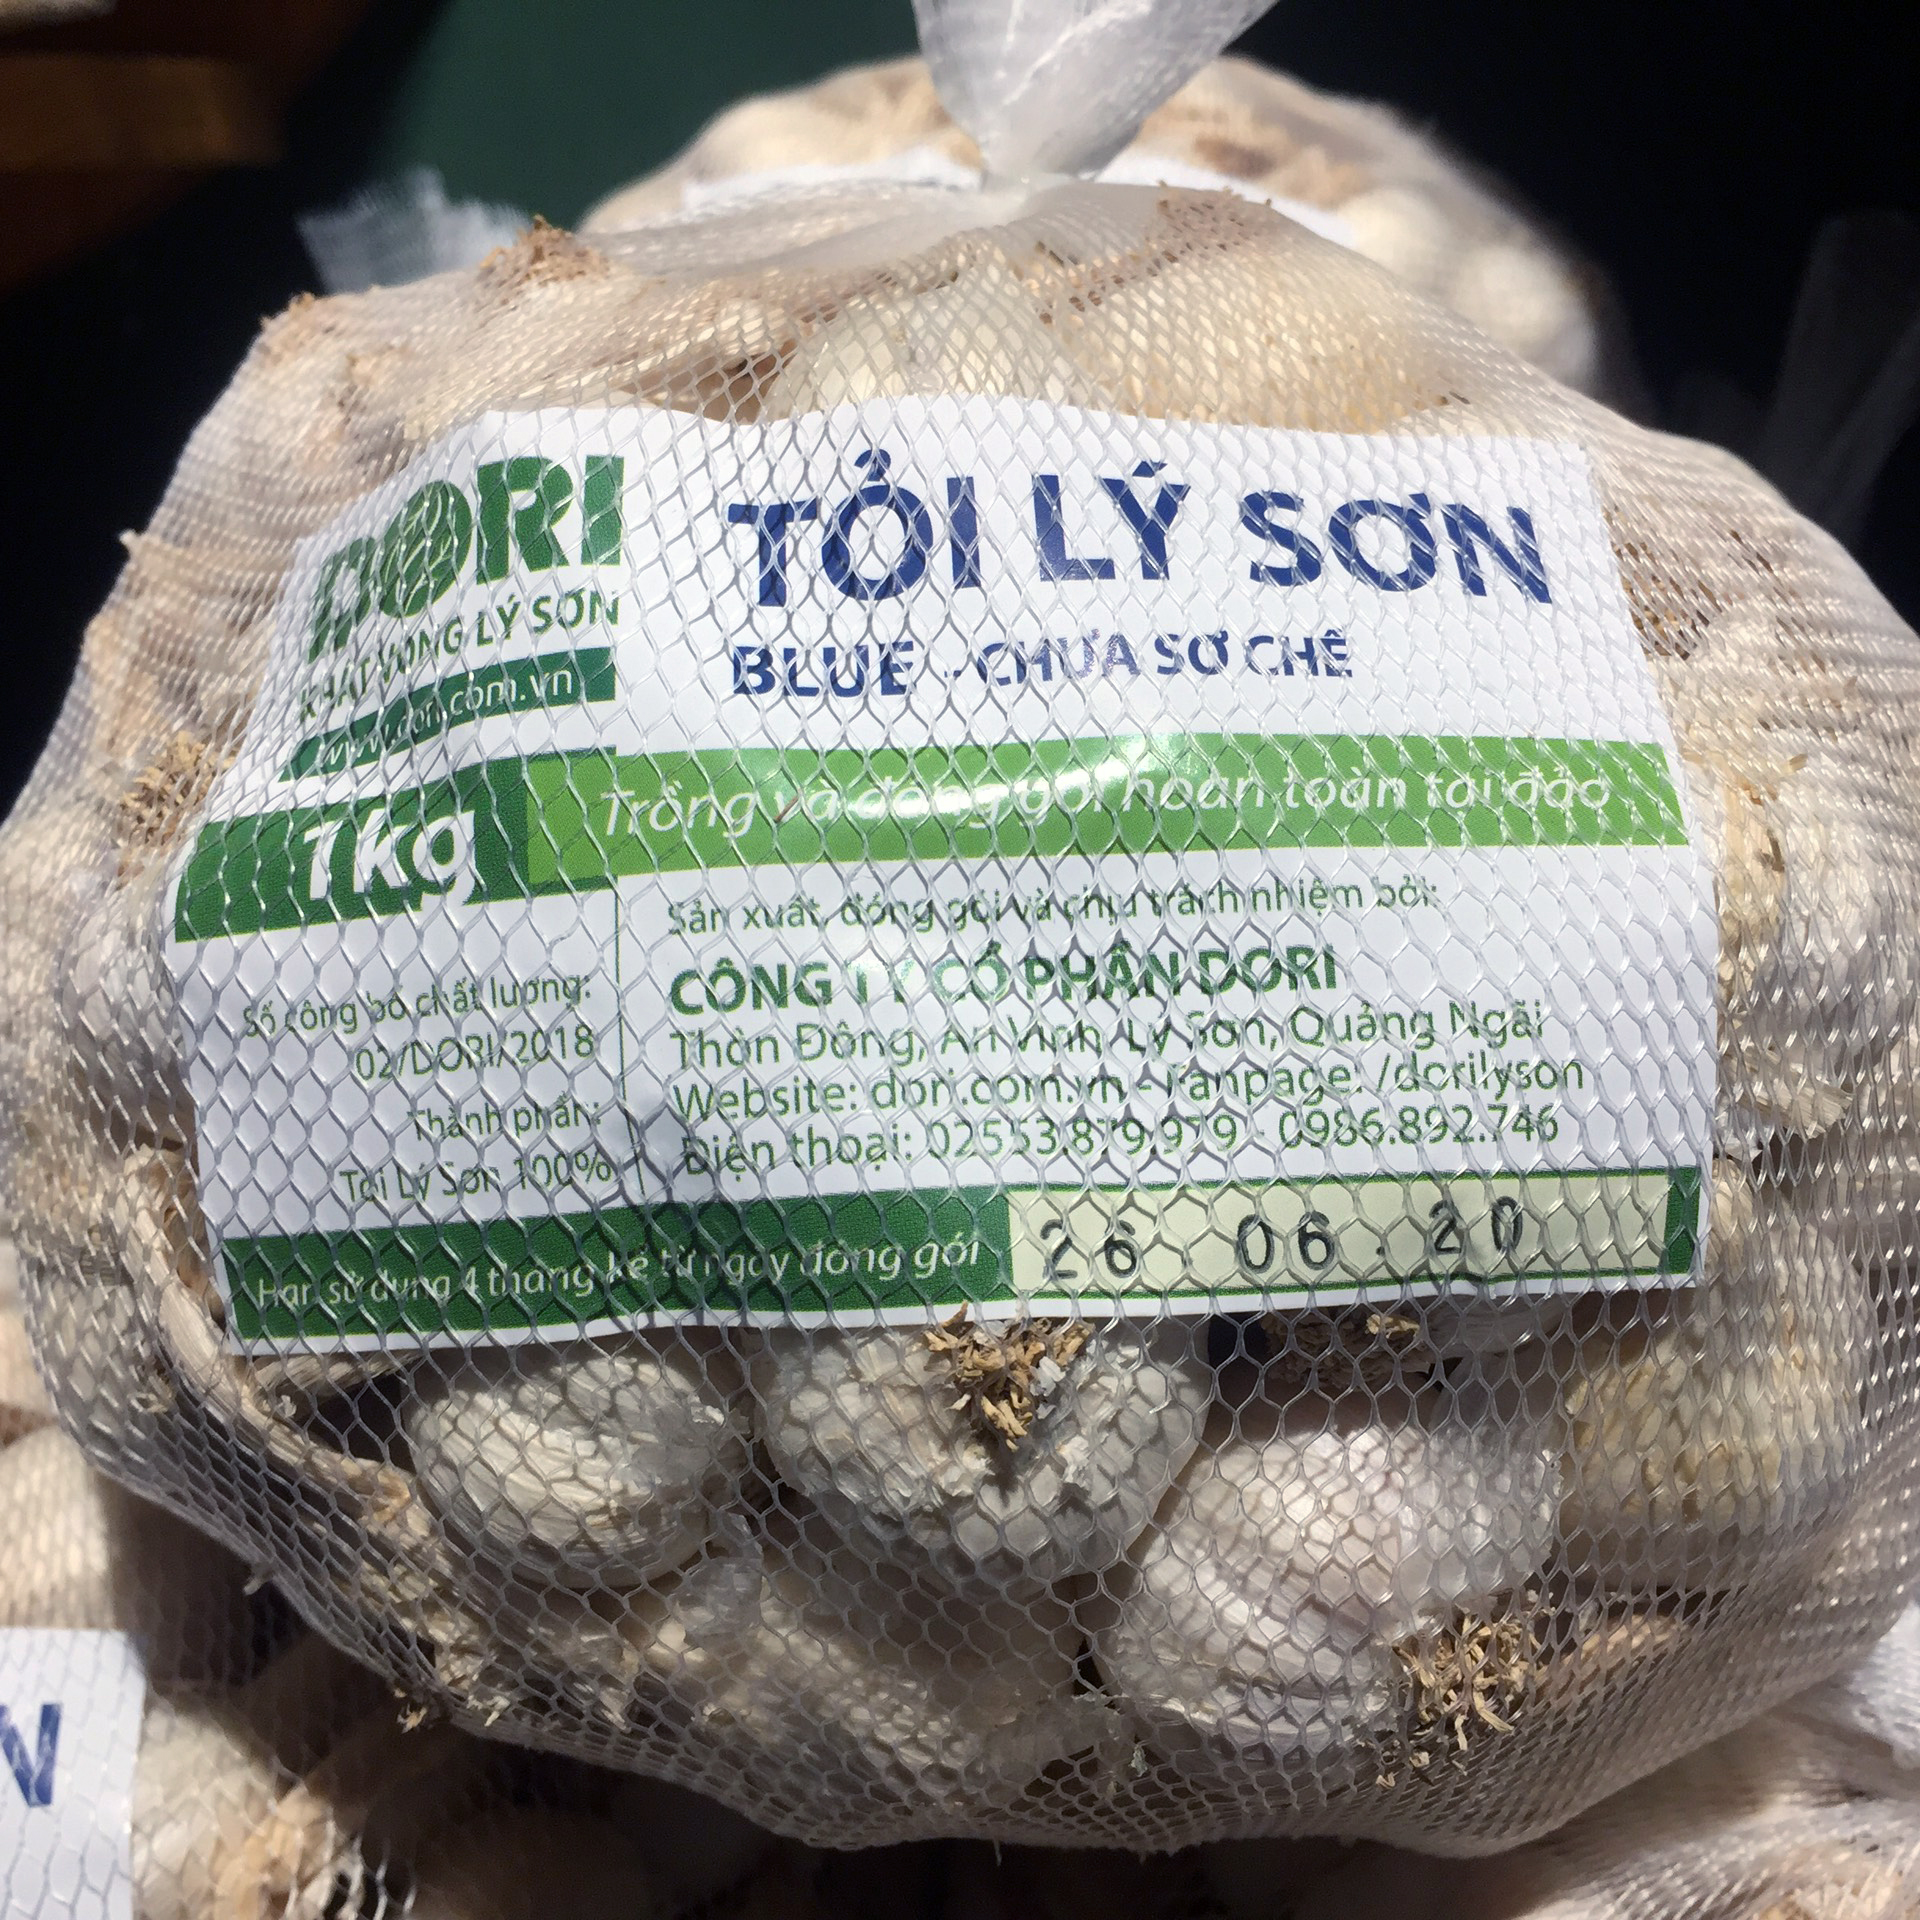 DORI
KHÁT VỌNG LÝ SƠN
www.dori.com.vn
TỎI LÝ SƠN
BLUE - CHƯA SƠ CHẾ
1kg
Trồng và đóng gói hoàn toàn tại đảo
Số công bố chất lượng:
02/DORI/2018
Thành phần:
Tỏi Lý Sơn 100%
Sản xuất, đóng gói và chịu trách nhiệm bởi:
CÔNG TY CỔ PHẦN DORI
Thôn Đông, An Vĩnh, Lý Sơn, Quảng Ngãi
Website: dori.com.vn - Fanpage: /dorilyson
Điện thoại: 02553.879.979 - 0986.892.746
Hạn sử dụng 4 tháng kể từ ngày đóng gói
26.06.20
N